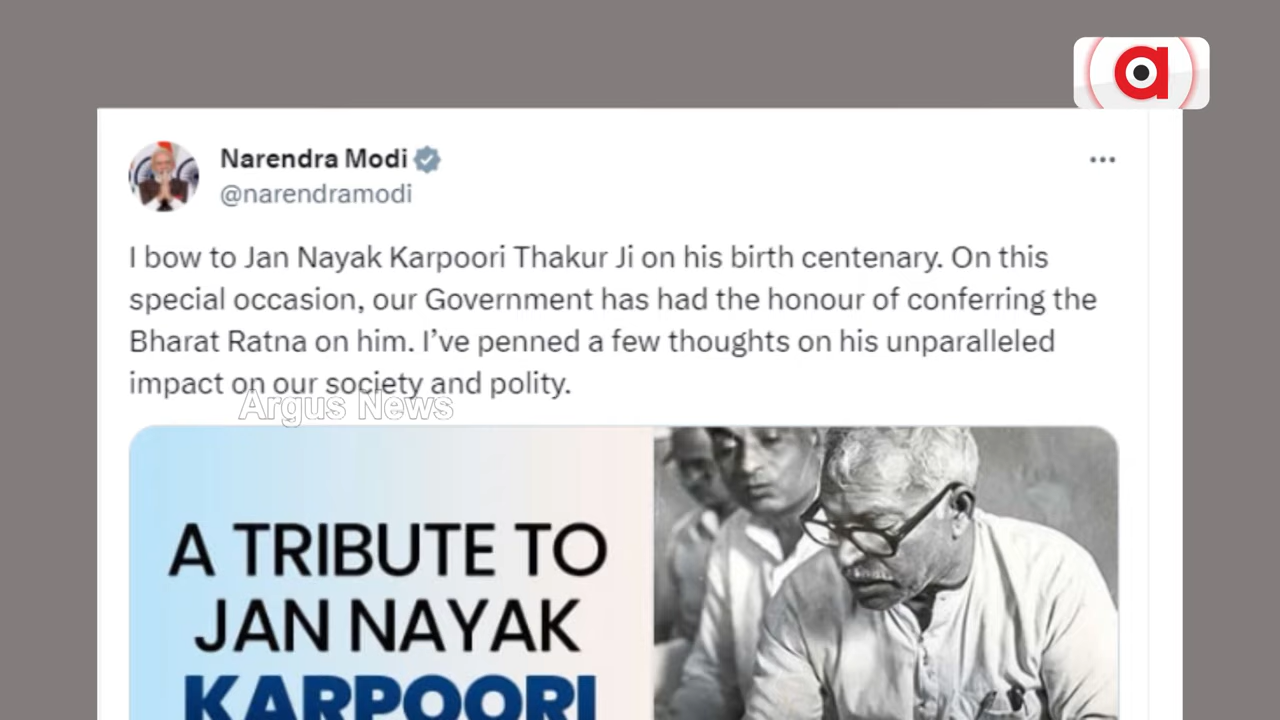 a
Narendra Modi
@narendramodi
I bow to Jan Nayak Karpoori Thakur Ji on his birth centenary. On this
special occasion, our Government has had the honour of conferring the
Bharat Ratna on him. I’ve penned a few thoughts on his unparalleled
impact on our society and polity.
Argus News
A TRIBUTE TO
JAN NAYAK
KARPOORI